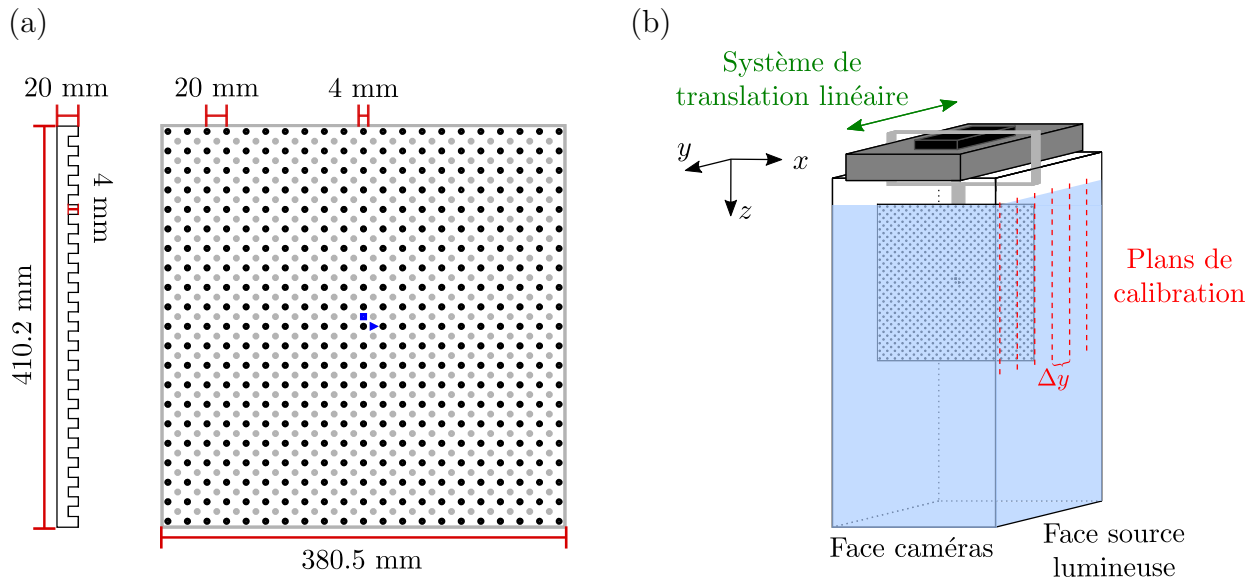 (a)
20 mm
20 mm
4 mm
4 mm
410.2 mm
380.5 mm
(b)
Système de
translation linéaire
y
x
z
Plans de
calibration
Δy
Face caméras
Face source
lumineuse